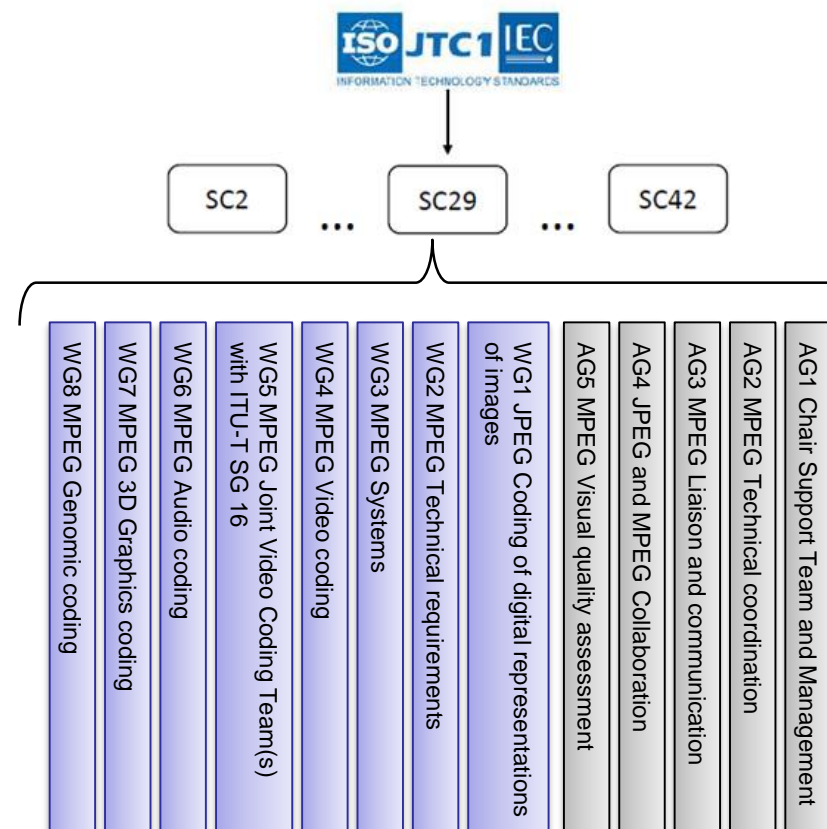 ISO JTC1 IEC
INFORMATION TECHNOLOGY STANDARDS
SC2
...
SC29
...
SC42
AG1 Chair Support Team and Management
AG2 MPEG Technical coordination
AG3 MPEG Liaison and communication
AG4 JPEG and MPEG Collaboration
AG5 MPEG Visual quality assessment
WG1 JPEG Coding of digital representations
of images
WG2 MPEG Technical requirements
WG3 MPEG Systems
WG4 MPEG Video coding
WG5 MPEG Joint Video Coding Team(s)
with ITU-T SG 16
WG6 MPEG Audio coding
WG7 MPEG 3D Graphics coding
WG8 MPEG Genomic coding